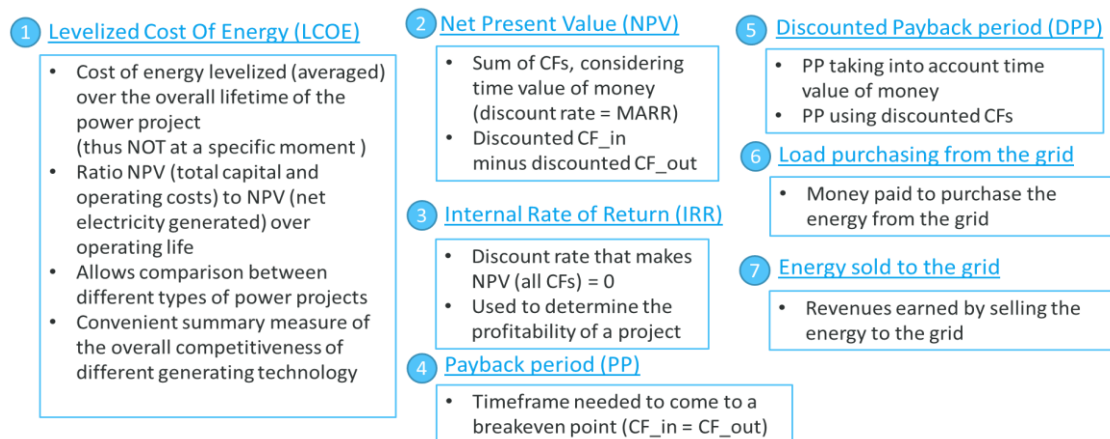 1 Levelized Cost Of Energy (LCOE)
• Cost of energy levelized (averaged)
over the overall lifetime of the
power project
(thus NOT at a specific moment )
• Ratio NPV (total capital and
operating costs) to NPV (net
electricity generated) over
operating life
• Allows comparison between
different types of power projects
• Convenient summary measure of
the overall competitiveness of
different generating technology
2 Net Present Value (NPV)
• Sum of CFs, considering
time value of money
(discount rate = MARR)
• Discounted CF_in
minus discounted CF_out
3 Internal Rate of Return (IRR)
• Discount rate that makes
NPV (all CFs) = 0
• Used to determine the
profitability of a project
4 Payback period (PP)
• Timeframe needed to come to a
breakeven point (CF_in = CF_out)
5 Discounted Payback period (DPP)
• PP taking into account time
value of money
• PP using discounted CFs
6 Load purchasing from the grid
• Money paid to purchase the
energy from the grid
7 Energy sold to the grid
• Revenues earned by selling the
energy to the grid